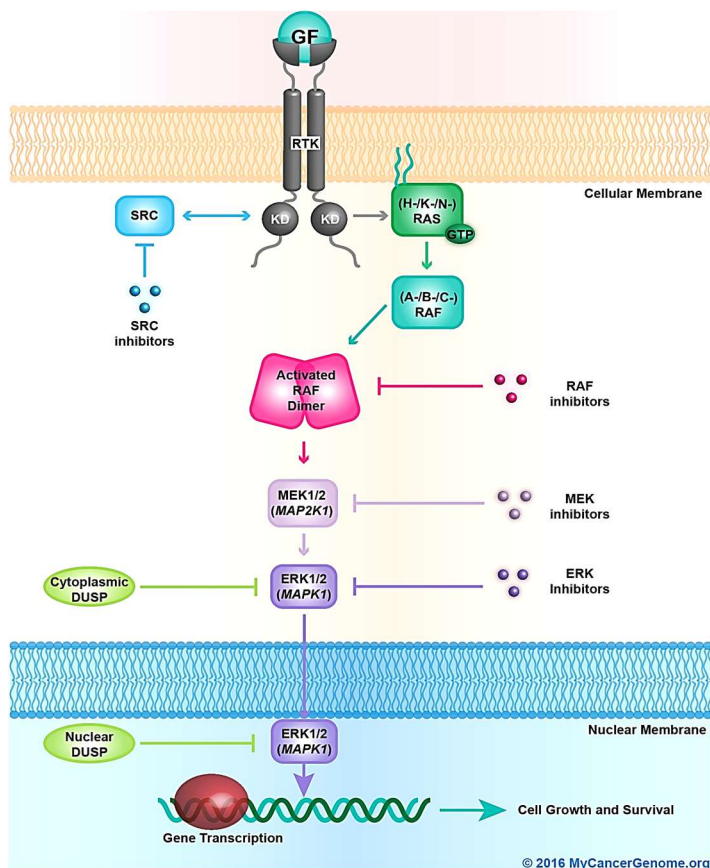 GF
RTK
Cellular Membrane
SRC
KD
KD
(H-/K-/N-)
RAS
GTP
SRC
inhibitors
(A-/B-/C-)
RAF
Activated
RAF
Dimer
RAF
inhibitors
MEK1/2
(MAP2K1)
MEK
inhibitors
Cytoplasmic
DUSP
ERK1/2
(MAPK1)
ERK
Inhibitors
Nuclear Membrane
Nuclear
DUSP
ERK1/2
(MAPK1)
Gene Transcription
Cell Growth and Survival
© 2016 MyCancerGenome.org